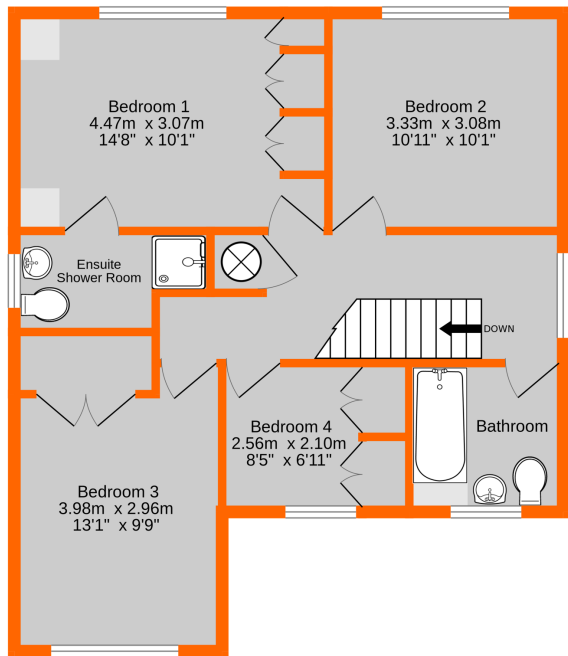 Bedroom 1
4.47m x 3.07m
14'8" x 10'1"
Bedroom 2
3.33m x 3.08m
10'11" x 10'1"
Ensuite
Shower Room
DOWN
Bedroom 4
2.56m x 2.10m
8'5" x 6'11"
Bathroom
Bedroom 3
3.98m x 2.96m
13'1" x 9'9"